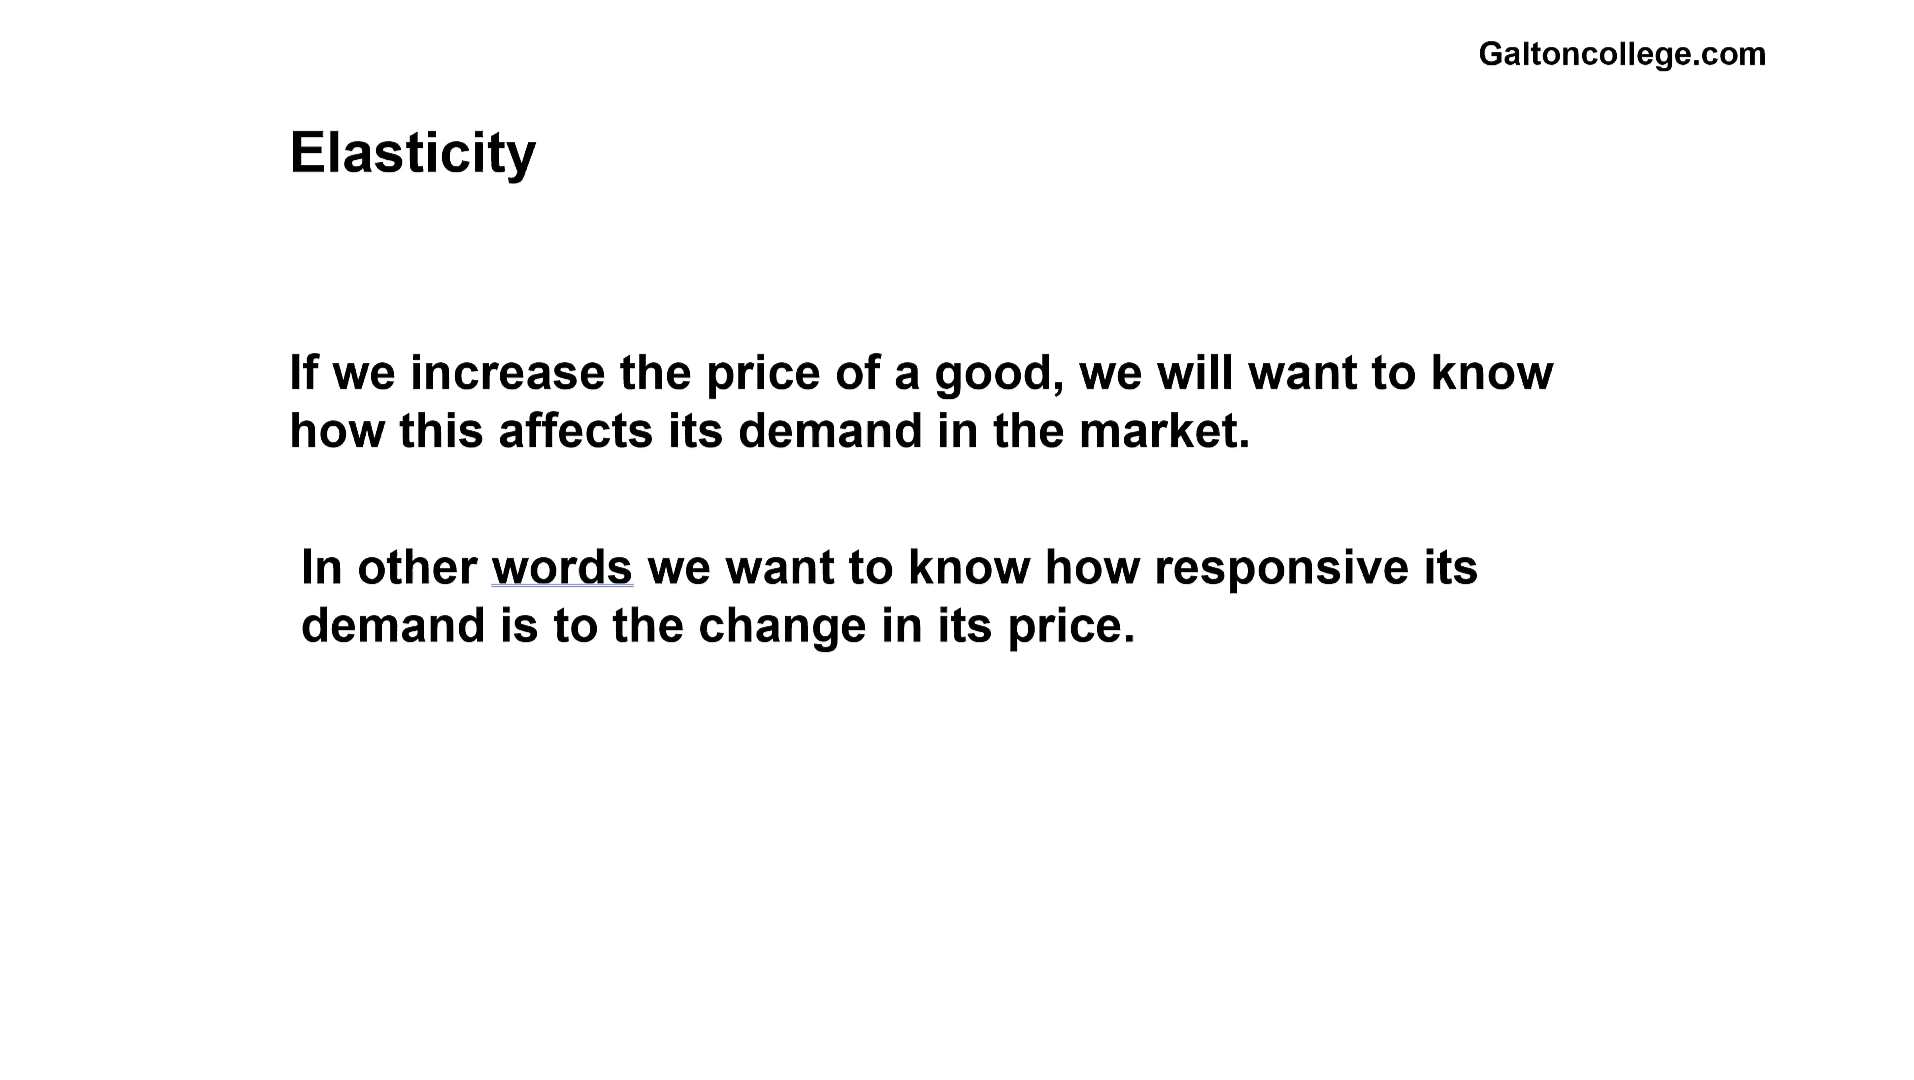 Galtoncollege.com
Elasticity
If we increase the price of a good, we will want to know
how this affects its demand in the market.
In other words we want to know how responsive its
demand is to the change in its price.